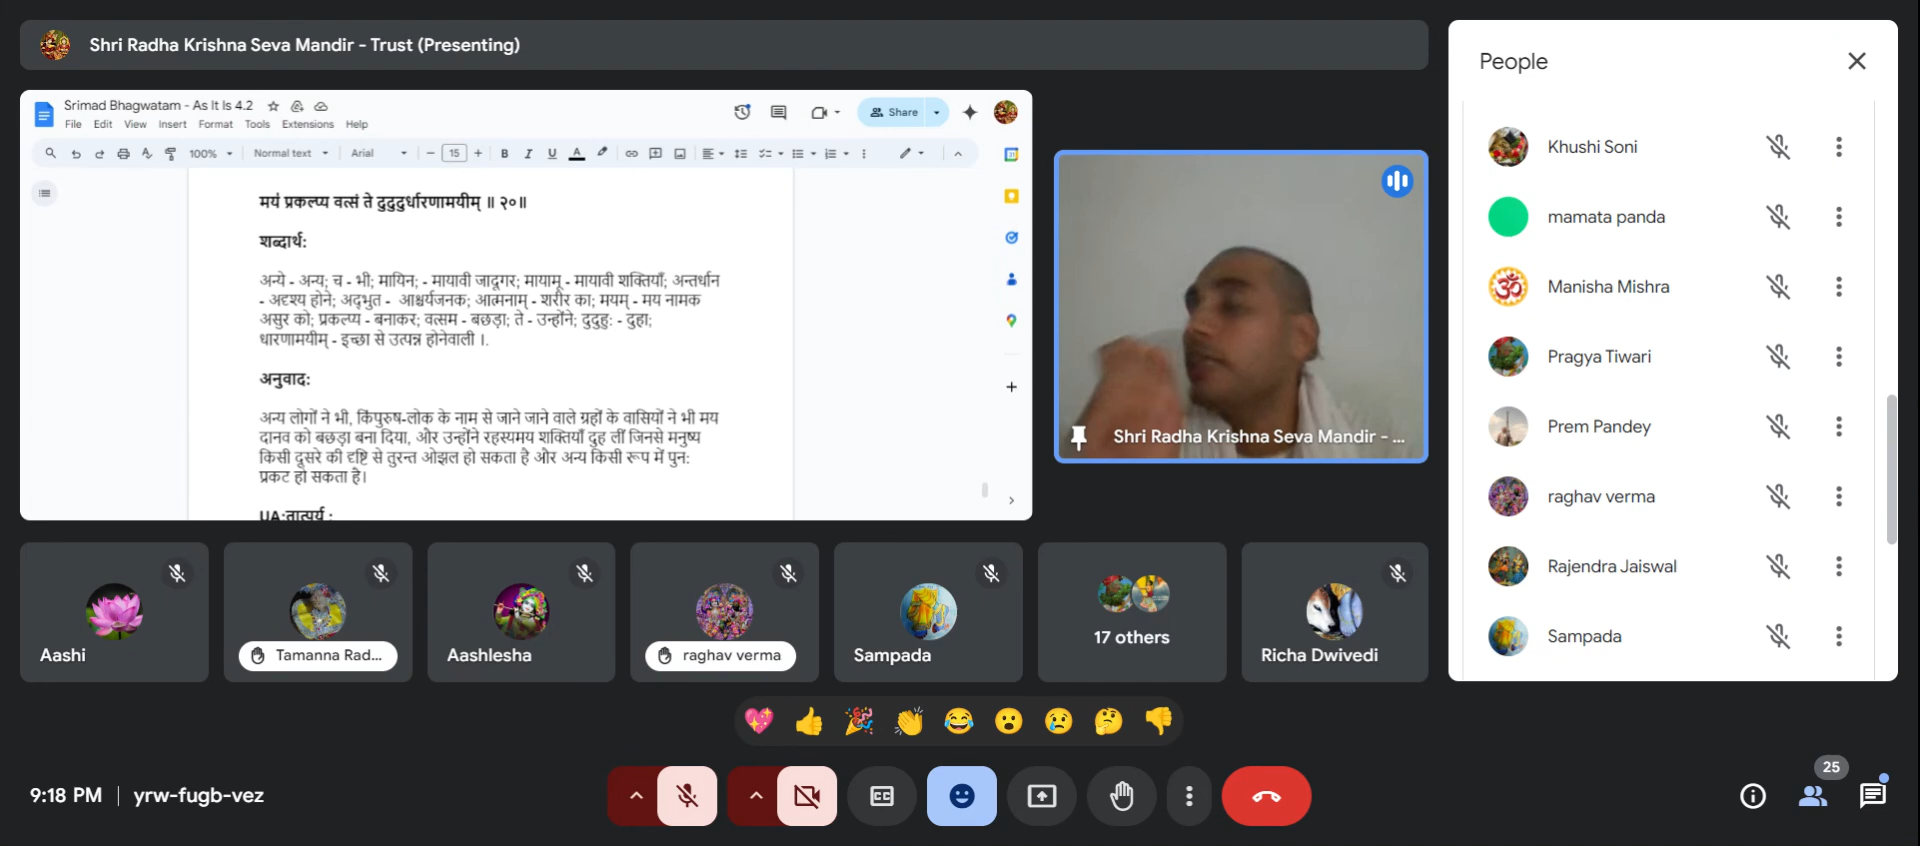 Shri Radha Krishna Seva Mandir - Trust (Presenting)
Srimad Bhagwatam - As It Is 4.2
File Edit View Insert Format Tools Extensions Help
Share
100% Normal text Arial 15
मयं प्रकल्प्य वत्सं ते दुदुहुर्धारणामयीम् ॥ २०॥
शब्दार्थ:
अन्ये - अन्य; च - भी; मायिन; - मायावी जादूगर; मायाम् - मायावी शक्तियाँ; अन्तर्धान
- अदृश्य होने; अद्भुत - आश्चर्यजनक; आत्मनाम् - शरीर का; मयम् - मय नामक
असुर को; प्रकल्प्य - बनाकर; वत्सम - बछड़ा; ते - उन्होंने; दुदुहु: - दुहा;
धारणामयीम् - इच्छा से उत्पन्न होनेवाली ।.
अनुवाद:
अन्य लोगों ने भी, किंपुरुष-लोक के नाम से जाने जाने वाले ग्रहों के वासियों ने भी मय
दानव को बछड़ा बना दिया, और उन्होंने रहस्यमय शक्तियाँ दुह लीं जिनसे मनुष्य
किसी दूसरे की दृष्टि से तुरन्त ओझल हो सकता है और अन्य किसी रूप में पुन:
प्रकट हो सकता है।
UA:तात्पर्य :
Shri Radha Krishna Seva Mandir - ...
People
Khushi Soni
mamata panda
Manisha Mishra
Pragya Tiwari
Prem Pandey
raghav verma
Rajendra Jaiswal
Sampada
Aashi
Tamanna Rad...
Aashlesha
raghav verma
Sampada
17 others
Richa Dwivedi
9:18 PM | yrw-fugb-vez
25